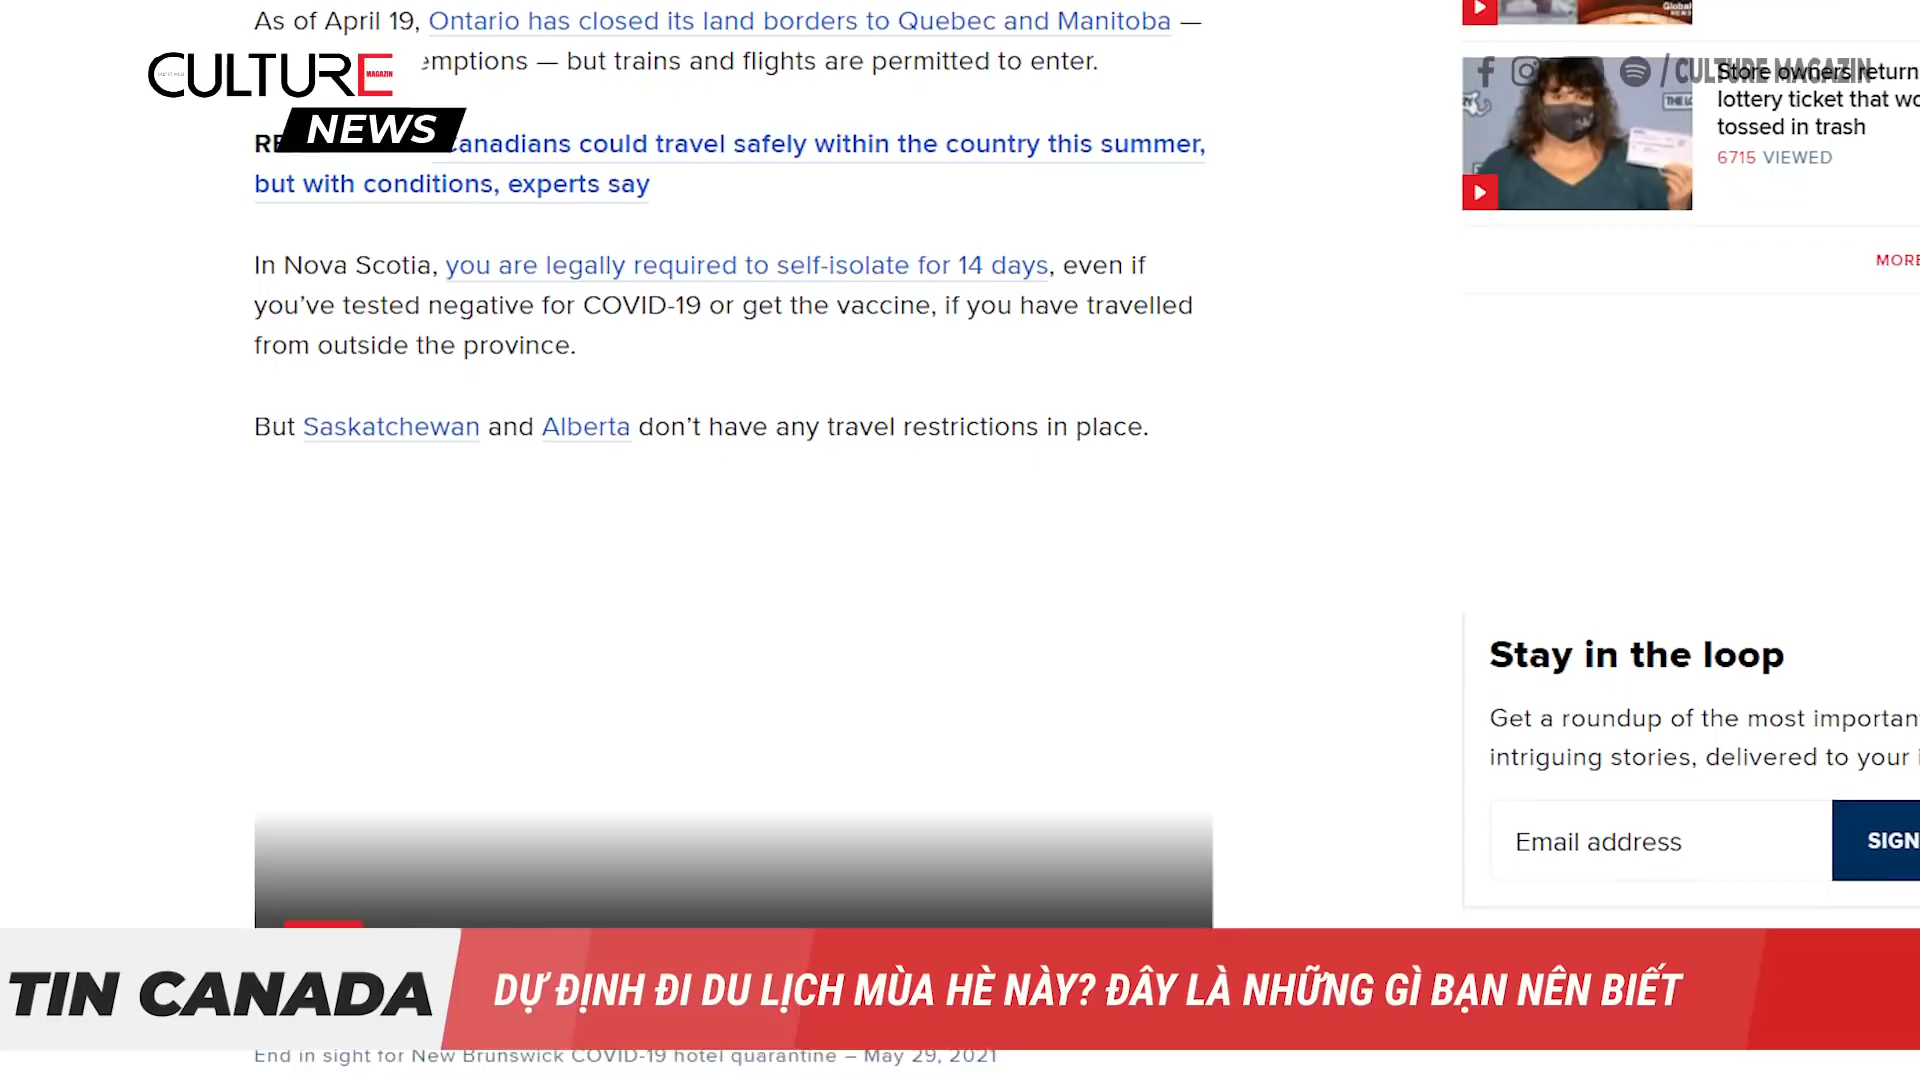 As of April 19, Ontario has closed its land borders to Quebec and Manitoba —
emptions — but trains and flights are permitted to enter.
CULTURE
MAGAZIN
NEWS
Canadians could travel safely within the country this summer,
but with conditions, experts say
In Nova Scotia, you are legally required to self-isolate for 14 days, even if
you’ve tested negative for COVID-19 or get the vaccine, if you have travelled
from outside the province.
But Saskatchewan and Alberta don’t have any travel restrictions in place.
Global
NEWS
/ CULTURE MAGAZIN
Store owners return
lottery ticket that wo
tossed in trash
6715 VIEWED
MORE
Stay in the loop
Get a roundup of the most importan
intriguing stories, delivered to your i
Email address
SIGN
TIN CANADA
DỰ ĐỊNH ĐI DU LỊCH MÙA HÈ NÀY? ĐÂY LÀ NHỮNG GÌ BẠN NÊN BIẾT
End in sight for New Brunswick COVID-19 hotel quarantine – May 29, 2021